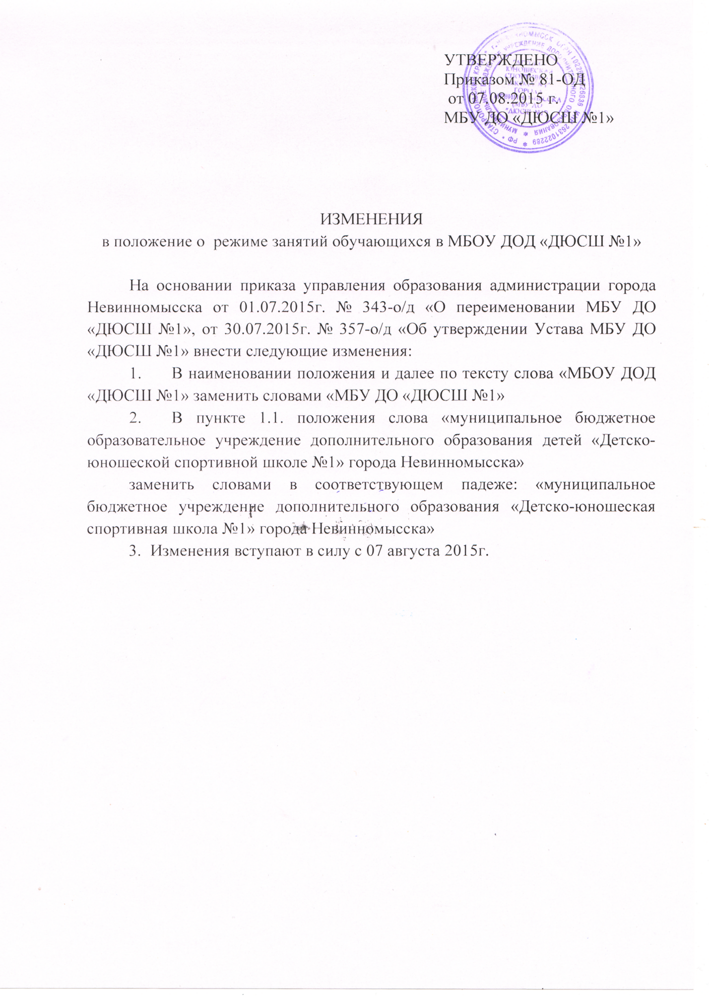 УТВЕРЖДЕНО
Приказом № 81-ОД
от 07.08.2015 г.
МБУ ДО «ДЮСШ №1»
ИЗМЕНЕНИЯ
в положение о режиме занятий обучающихся в МБОУ ДОД «ДЮСШ №1»
На основании приказа управления образования администрации города
Невинномысска от 01.07.2015г. № 343-о/д «О переименовании МБУ ДО
«ДЮСШ №1», от 30.07.2015г. № 357-о/д «Об утверждении Устава МБУ ДО
«ДЮСШ №1» внести следующие изменения:
1. В наименовании положения и далее по тексту слова «МБОУ ДОД
«ДЮСШ №1» заменить словами «МБУ ДО «ДЮСШ №1»
2. В пункте 1.1. положения слова «муниципальное бюджетное
образовательное учреждение дополнительного образования детей «Детско-
юношеской спортивной школе №1» города Невинномысска»
заменить словами в соответствующем падеже: «муниципальное
бюджетное учреждение дополнительного образования «Детско-юношеская
спортивная школа №1» города Невинномысска»
3. Изменения вступают в силу с 07 августа 2015г.